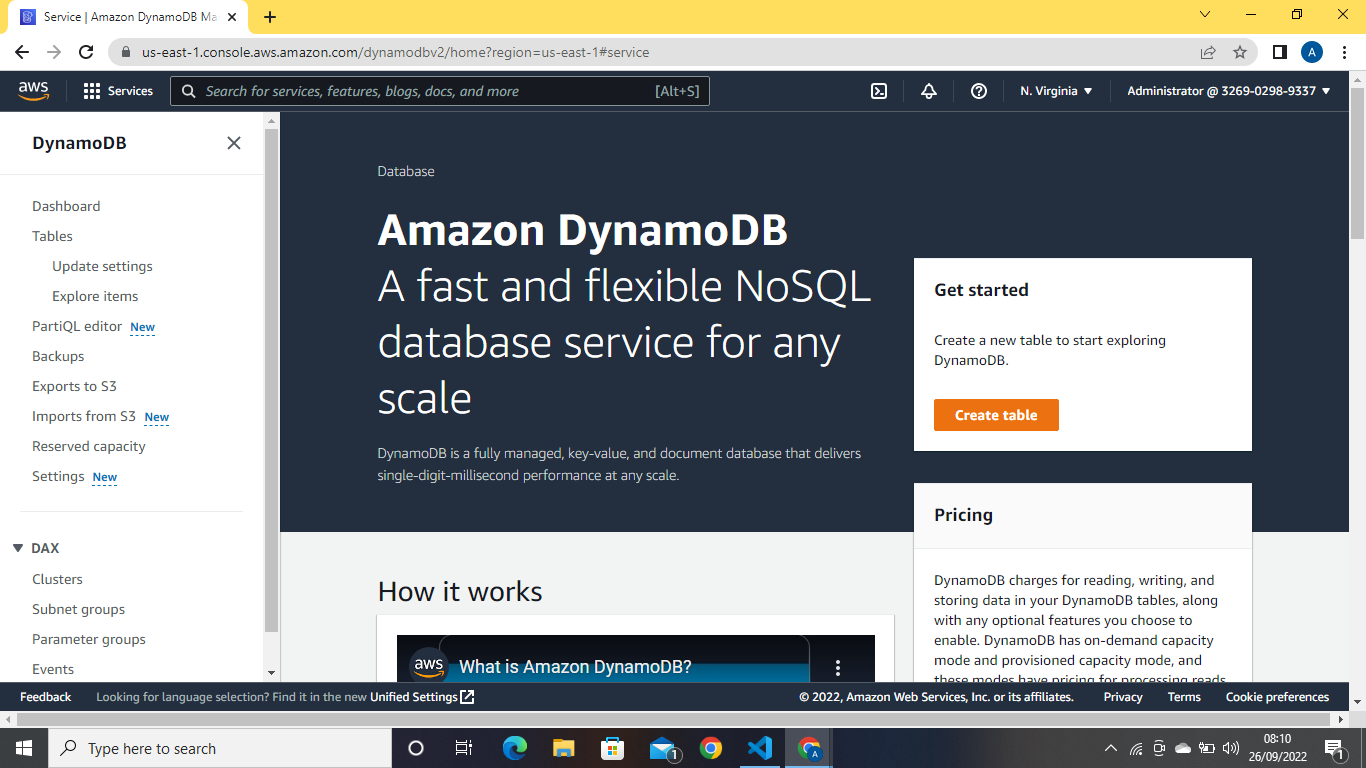 Service | Amazon DynamoDB Ma
us-east-1.console.aws.amazon.com/dynamodbv2/home?region=us-east-1#service
A
aws
Services
Search for services, features, blogs, docs, and more
[Alt+S]
N. Virginia
Administrator @ 3269-0298-9337
DynamoDB
Dashboard
Tables
Update settings
Explore items
PartiQL editor New
Backups
Exports to S3
Imports from S3 New
Reserved capacity
Settings New
DAX
Clusters
Subnet groups
Parameter groups
Events
Database
Amazon DynamoDB
A fast and flexible NoSQL
database service for any
scale
DynamoDB is a fully managed, key-value, and document database that delivers
single-digit-millisecond performance at any scale.
Get started
Create a new table to start exploring
DynamoDB.
Create table
Pricing
DynamoDB charges for reading, writing, and
storing data in your DynamoDB tables, along
with any optional features you choose to
enable. DynamoDB has on-demand capacity
mode and provisioned capacity mode, and
these modes have pricing for processing reads
How it works
aws
What is Amazon DynamoDB?
Feedback
Looking for language selection? Find it in the new Unified Settings
© 2022, Amazon Web Services, Inc. or its affiliates.
Privacy
Terms
Cookie preferences
Type here to search
1
A
08:10
26/09/2022
1